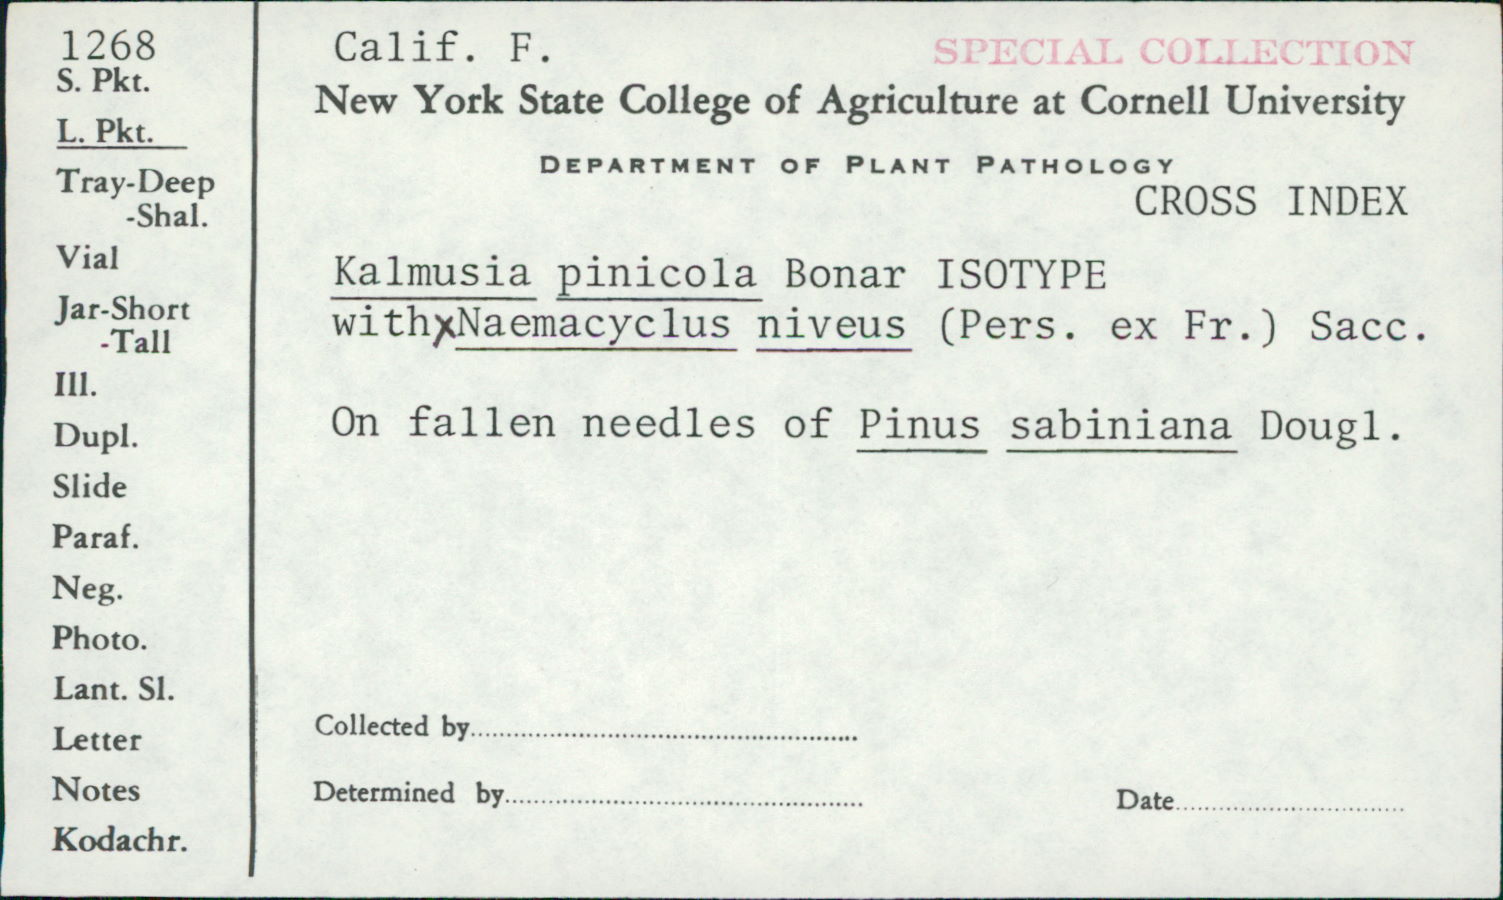 1268
S. Pkt.
L. Pkt.
Tray-Deep
-Shal.
Vial
Jar-Short
-Tall
Ill.
Dupl.
Slide
Paraf.
Neg.
Photo.
Lant. Sl.
Letter
Notes
Kodachr.
Calif. F.
SPECIAL COLLECTION
New York State College of Agriculture at Cornell University
DEPARTMENT OF PLANT PATHOLOGY
CROSS INDEX
Kalmusia pinicola Bonar ISOTYPE
withxNaemacyclus niveus (Pers. ex Fr.) Sacc.
On fallen needles of Pinus sabiniana Dougl.
Collected by
Determined by
Date